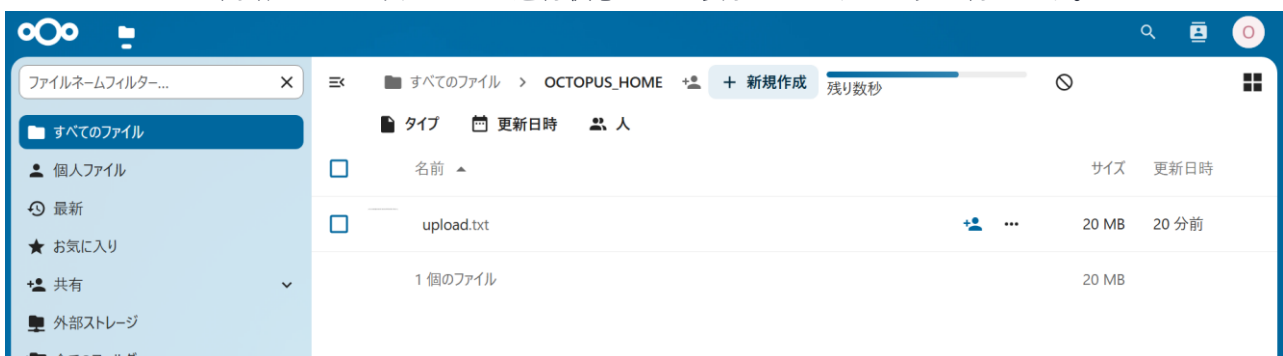 O
ファイルネームフィルター...
すべてのファイル > OCTOPUS_HOME + 新規作成 残り数秒
すべてのファイル
タイプ 更新日時 人
個人ファイル
名前 サイズ 更新日時
最新
upload.txt 20 MB 20 分前
お気に入り
共有
1 個のファイル 20 MB
外部ストレージ